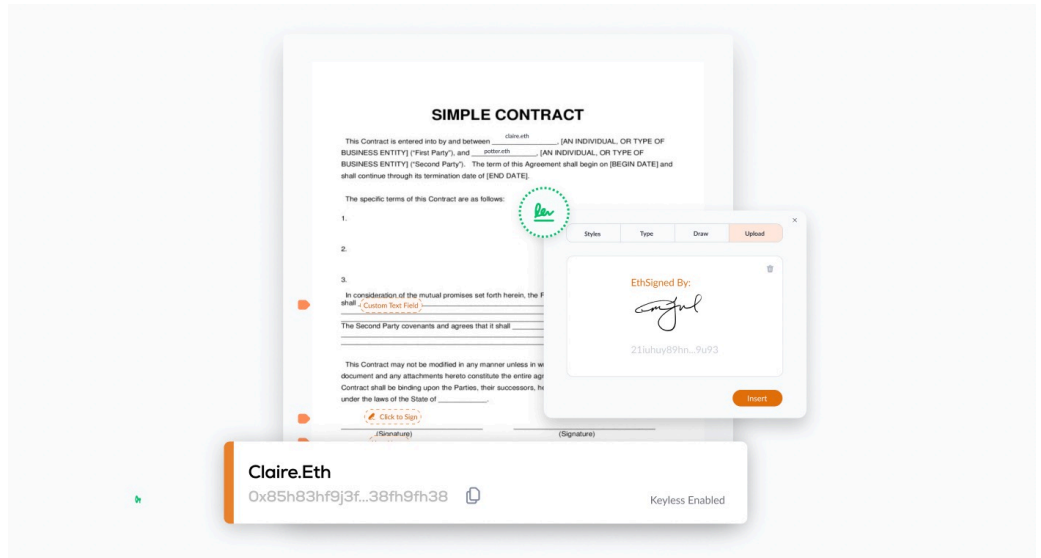 SIMPLE CONTRACT
This Contract is entered into by and between claire.eth, [AN INDIVIDUAL, OR TYPE OF
BUSINESS ENTITY] ("First Party"), and potter.eth, [AN INDIVIDUAL, OR TYPE OF
BUSINESS ENTITY] ("Second Party"). The term of this Agreement shall begin on [BEGIN DATE] and
shall continue through its termination date of [END DATE].
The specific terms of this Contract are as follows:
1.
2.
3.
In consideration of the mutual promises set forth herein, the F
shall Custom Text Field
The Second Party covenants and agrees that it shall
This Contract may not be modified in any manner unless in w
document and any attachments hereto constitute the entire agr
Contract shall be binding upon the Parties, their successors, he
under the laws of the State of ____________.
Click to Sign
(Signature) (Signature)
Styles Type Draw Upload
EthSigned By:
21iuhuy89hn...9u93
Insert
Claire.Eth
0x85h83hf9j3f...38fh9fh38
Keyless Enabled